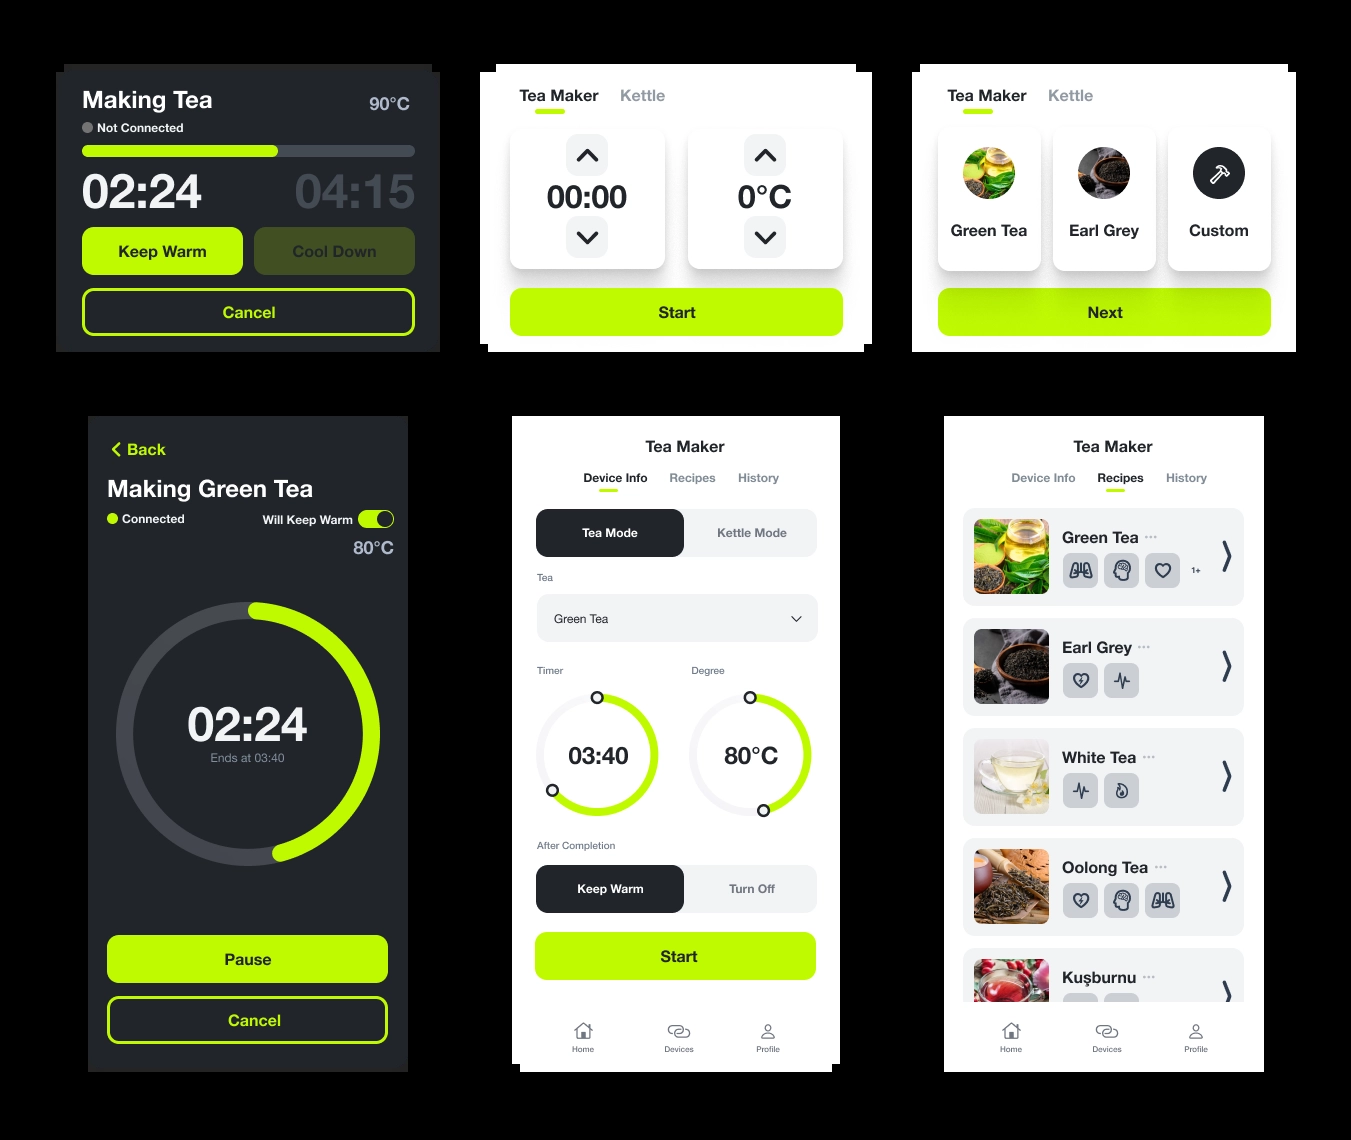 Making Tea
90°C
Not Connected
02:24
04:15
Keep Warm
Cool Down
Cancel
Tea Maker
Kettle
00:00
0°C
Start
Tea Maker
Kettle
Green Tea
Earl Grey
Custom
Next
Back
Making Green Tea
Connected
Will Keep Warm
80°C
02:24
Ends at 03:40
Pause
Cancel
Tea Maker
Device Info
Recipes
History
Tea Mode
Kettle Mode
Tea
Green Tea
Timer
Degree
03:40
80°C
After Completion
Keep Warm
Turn Off
Start
Home
Devices
Profile
Tea Maker
Device Info
Recipes
History
Green Tea
1+
Earl Grey
White Tea
Oolong Tea
Kuşburnu
Home
Devices
Profile